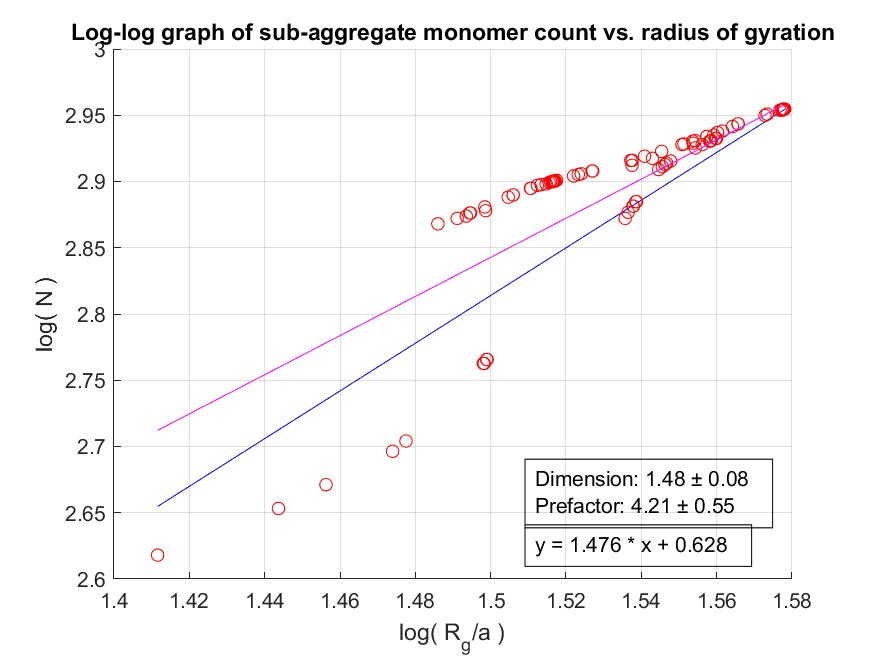 Log-log graph of sub-aggregate monomer count vs. radius of gyration
3
2.95
2.9
2.85
2.8
2.75
2.7
2.65
2.6
log( N )
Dimension: 1.48 ± 0.08
Prefactor: 4.21 ± 0.55
y = 1.476 * x + 0.628
1.4 1.42 1.44 1.46 1.48 1.5 1.52 1.54 1.56 1.58
log( R_g/a )